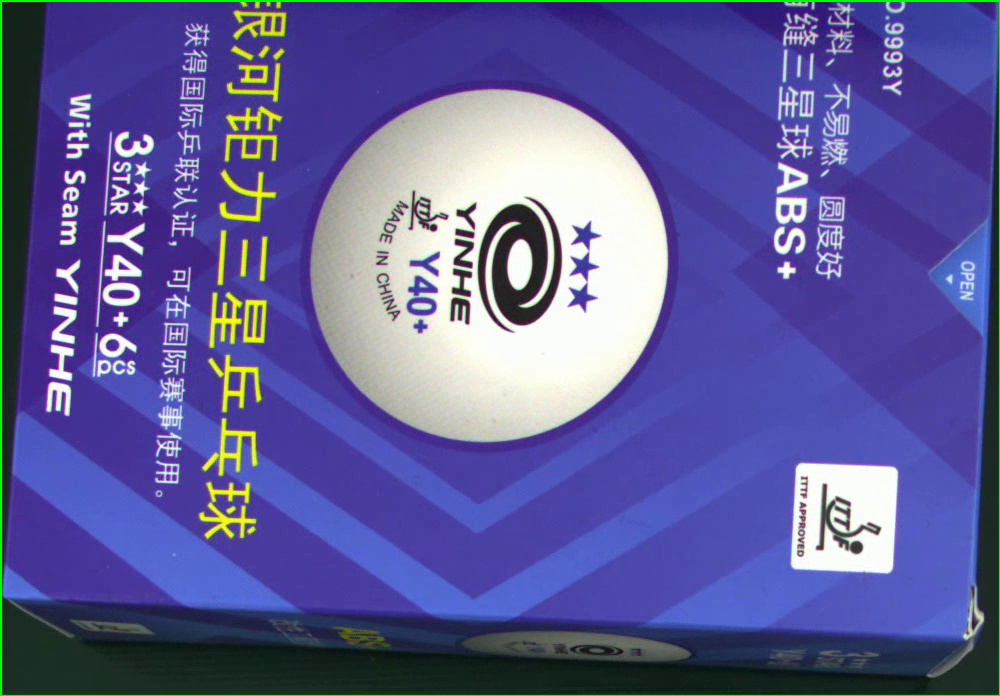 OPEN
.9993Y
材料、不易燃、圆度好
缝三星球ABS+
★★★
YINHE
ITTF Y40+
MADE IN CHINA
ITTF
ITTF APPROVED
银河钜力三星乒乓球
获得国际乒联认证，可在国际赛事使用。
3★★★STAR Y40+ 6PCS
With Seam YINHE